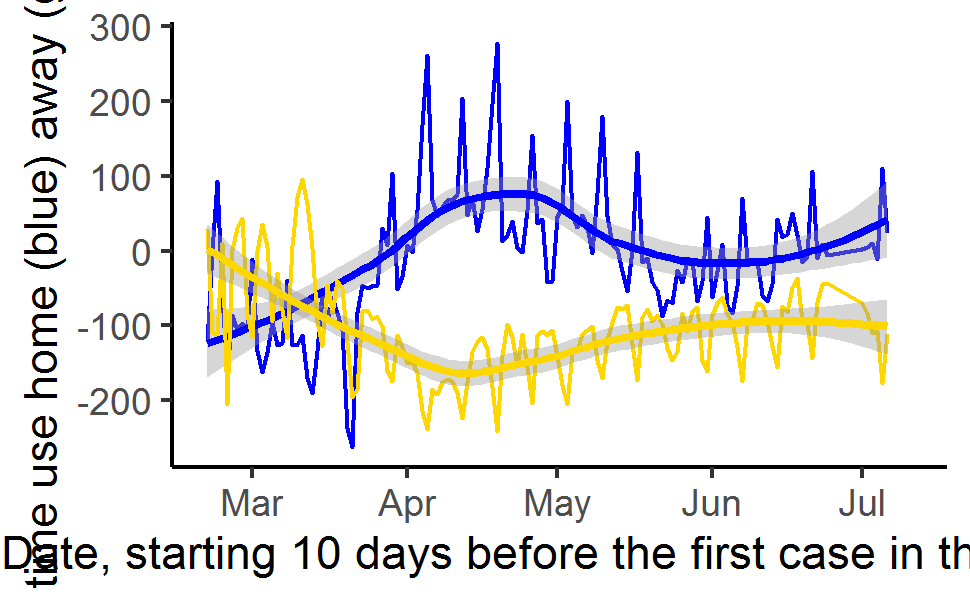 time use home (blue) away (
300
200
100
0
-100
-200
Mar Apr May Jun Jul
Date, starting 10 days before the first case in th